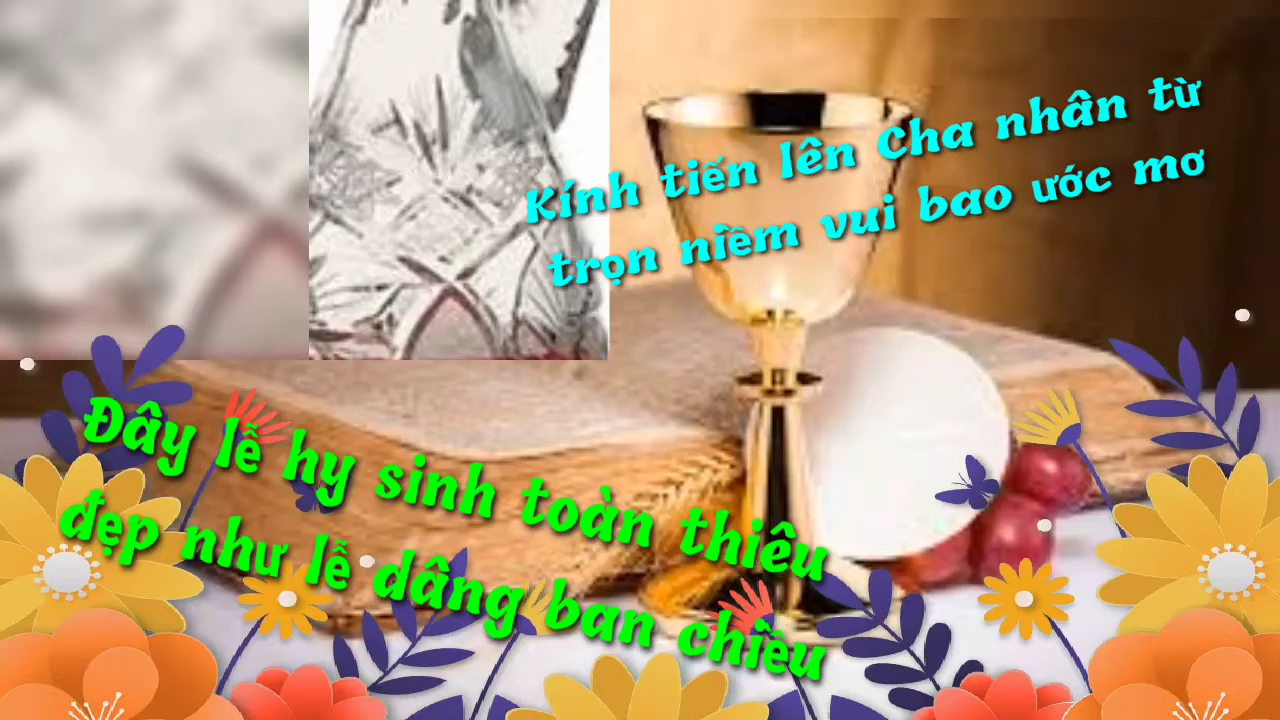 Kính tiến lên Cha nhân từ
trọn niềm vui bao ước mơ
Đây lễ hy sinh toàn thiêu
đẹp như lễ dâng ban chiều